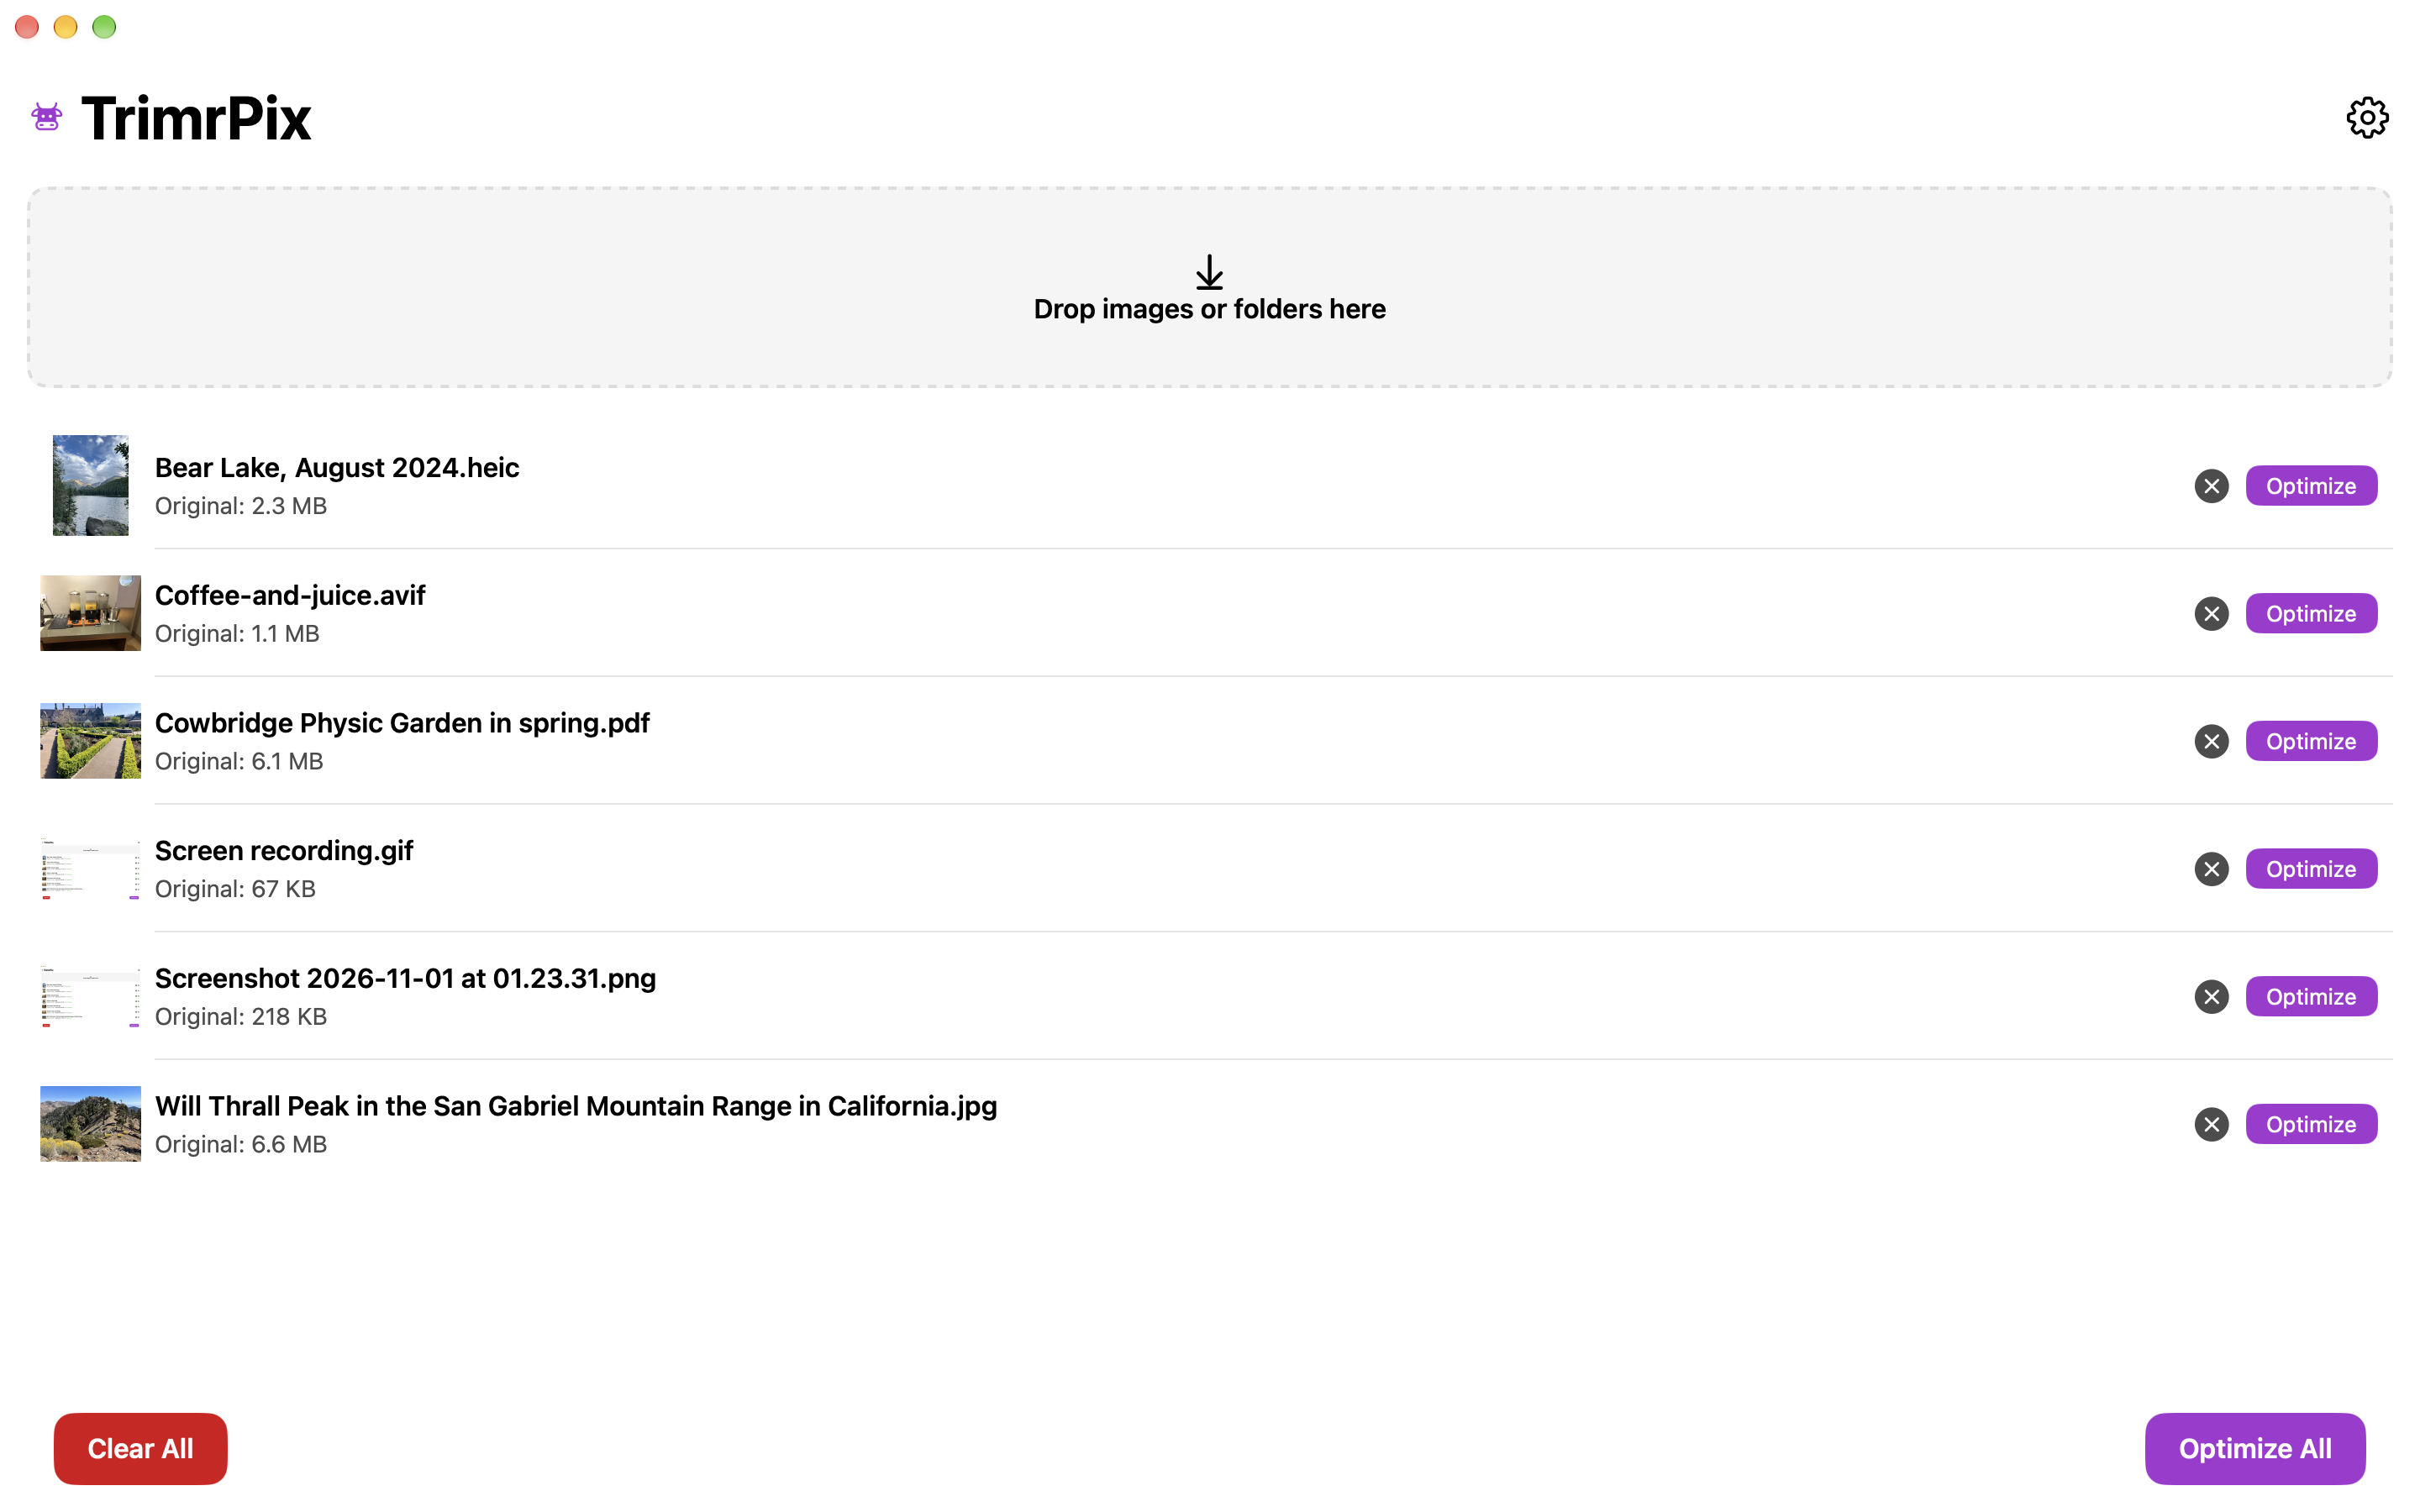 TrimrPix
Drop images or folders here
Bear Lake, August 2024.heic
Original: 2.3 MB
Optimize
Coffee-and-juice.avif
Original: 1.1 MB
Optimize
Cowbridge Physic Garden in spring.pdf
Original: 6.1 MB
Optimize
Screen recording.gif
Original: 67 KB
Optimize
Screenshot 2026-11-01 at 01.23.31.png
Original: 218 KB
Optimize
Will Thrall Peak in the San Gabriel Mountain Range in California.jpg
Original: 6.6 MB
Optimize
Clear All
Optimize All